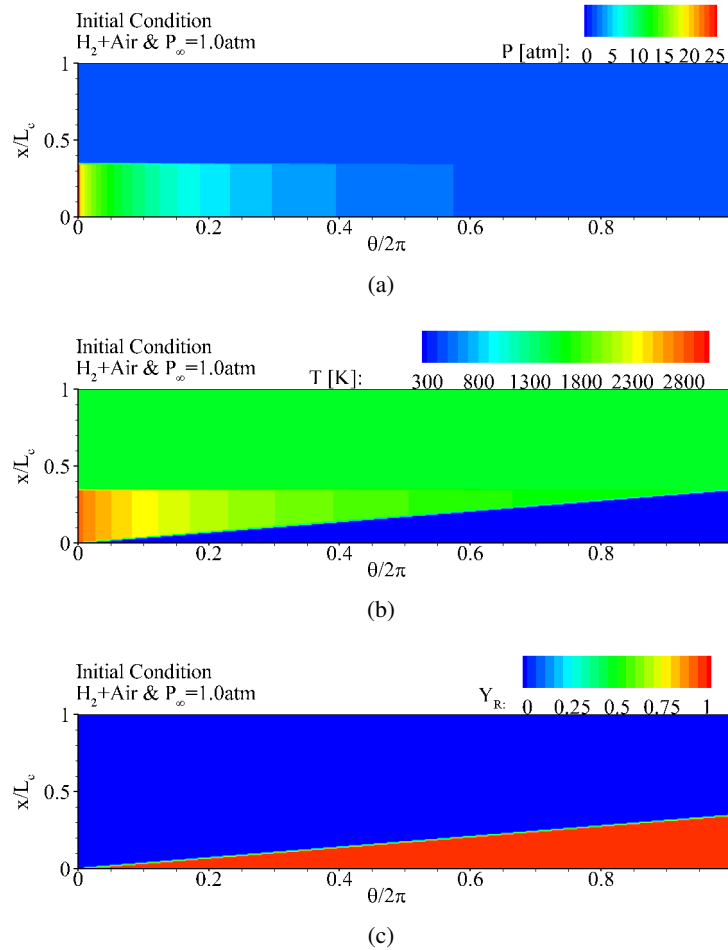 Initial Condition
H₂+Air & P∞=1.0atm
P [atm]: 0 5 10 15 20 25
1
0.5
0
x/Lc
0 0.2 0.4 0.6 0.8
θ/2π
(a)
Initial Condition
H₂+Air & P∞=1.0atm
T [K]: 300 800 1300 1800 2300 2800
1
0.5
0
x/Lc
0 0.2 0.4 0.6 0.8
θ/2π
(b)
Initial Condition
H₂+Air & P∞=1.0atm
Y_R: 0 0.25 0.5 0.75 1
1
0.5
0
x/Lc
0 0.2 0.4 0.6 0.8
θ/2π
(c)